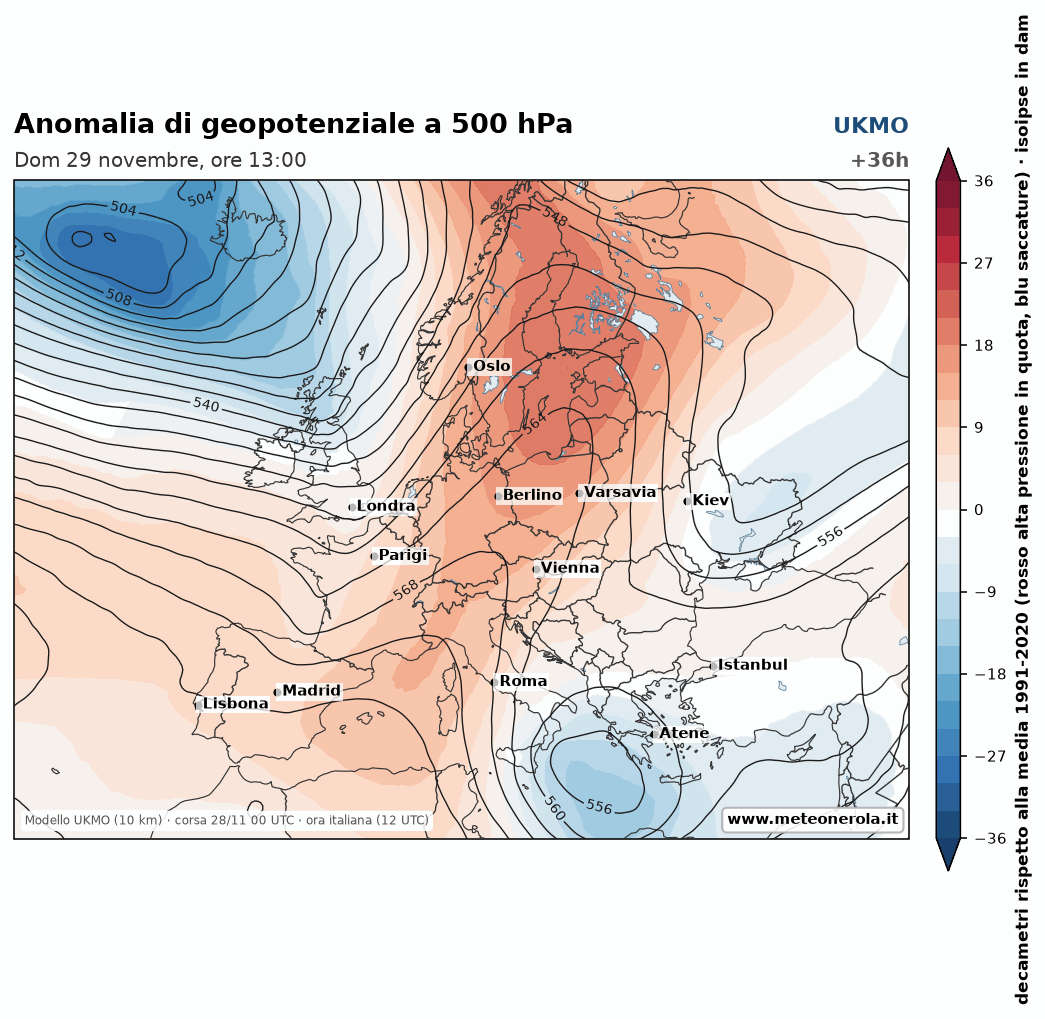 Anomalia di geopotenziale a 500 hPa
UKMO
Dom 29 novembre, ore 13:00
+36h
504
504
508
548
540
Oslo
564
Berlino
Varsavia
Kiev
Londra
556
Parigi
Vienna
568
Istanbul
Roma
Madrid
Lisbona
Atene
556
560
Modello UKMO (10 km) · corsa 28/11 00 UTC · ora italiana (12 UTC)
www.meteonerola.it
36
27
18
9
0
−9
−18
−27
−36
decametri rispetto alla media 1991-2020 (rosso alta pressione in quota, blu saccature) · isoipse in dam